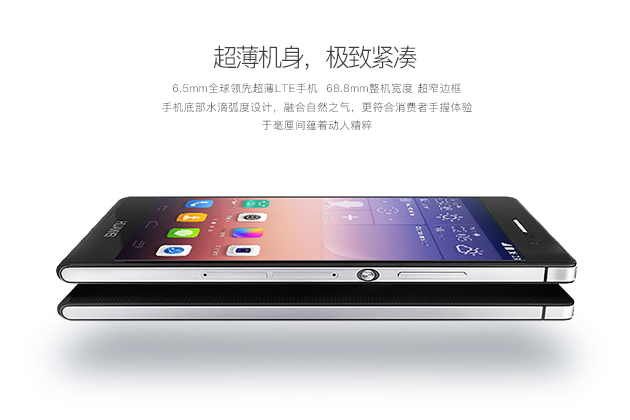 超薄机身，极致紧凑
6.5mm全球领先超薄LTE手机 68.8mm整机宽度 超窄边框
手机底部水滴弧度设计，融合自然之气，更符合消费者手握体验
于毫厘间蕴着动人精粹
HUAWEI